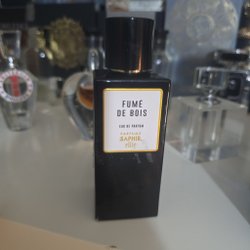 FUMÉ
DE BOIS
EAU DE PARFUM
PARFUMS
SAPHIR